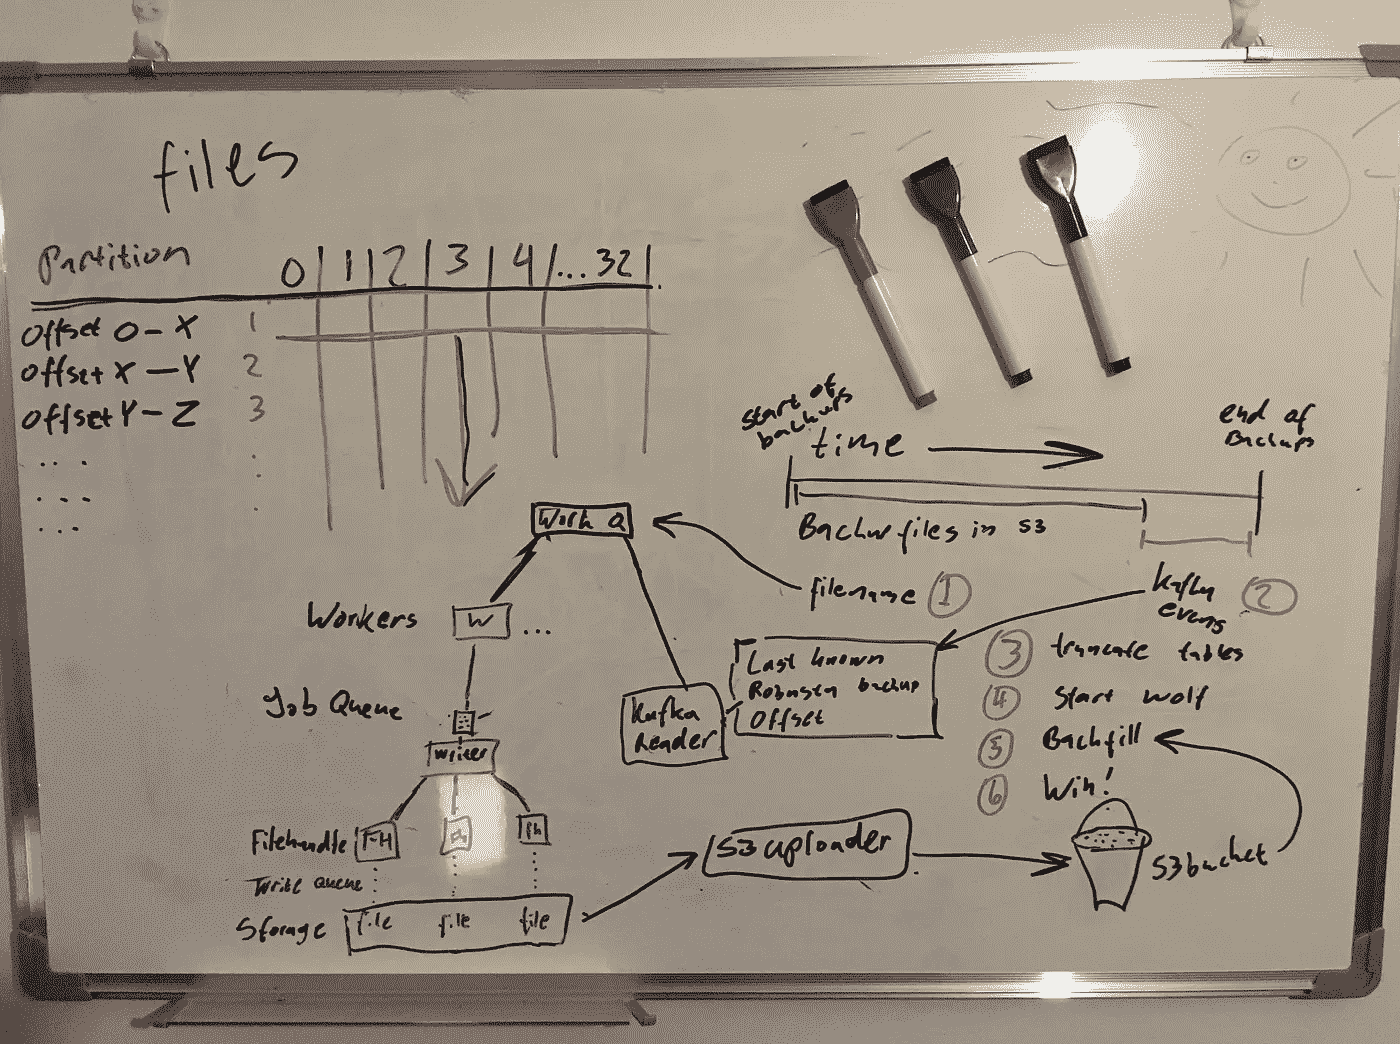 files
Partition 0 1 2 3 4 ... 32
Offset 0 - X 1
Offset X - Y 2
Offset Y - Z 3
... .
... .
...
start of
backups
time
end of
Backups
Backup files in S3
Work Q
filename 1
Kafka 2
Workers W ...
Last known
backup
Offset
3 truncate tables
Job Queue
4 Start wolf
Kafka
Reader
5 Backfill
writer
6 Win!
Filehandle F-H fh fh
Write Queue
Storage file file file
S3 uploader
S3 bucket